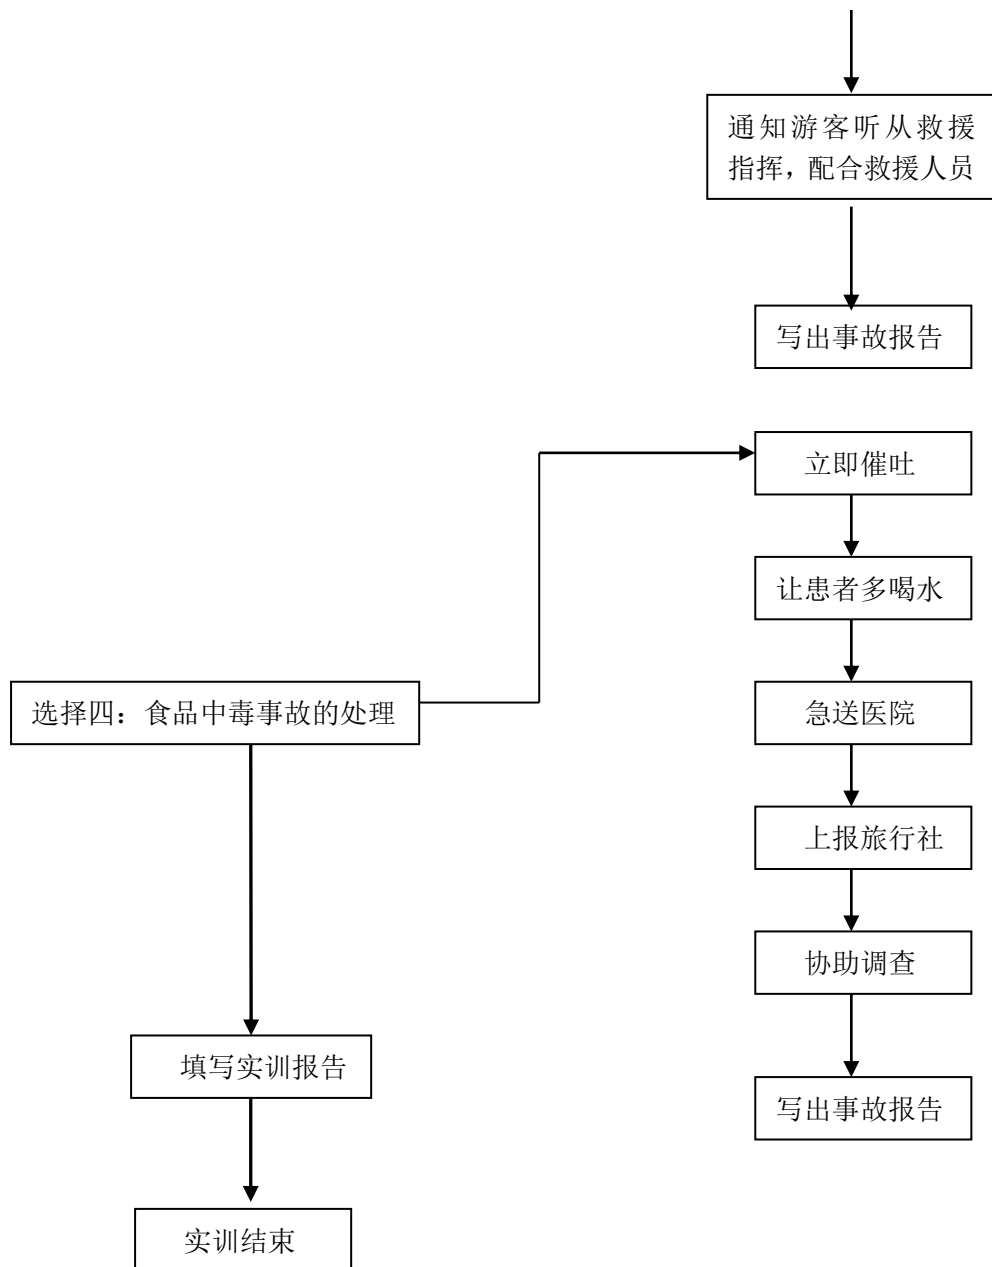 通知游客听从救援
指挥，配合救援人员
写出事故报告
立即催吐
让患者多喝水
选择四：食品中毒事故的处理
急送医院
上报旅行社
协助调查
填写实训报告
写出事故报告
实训结束